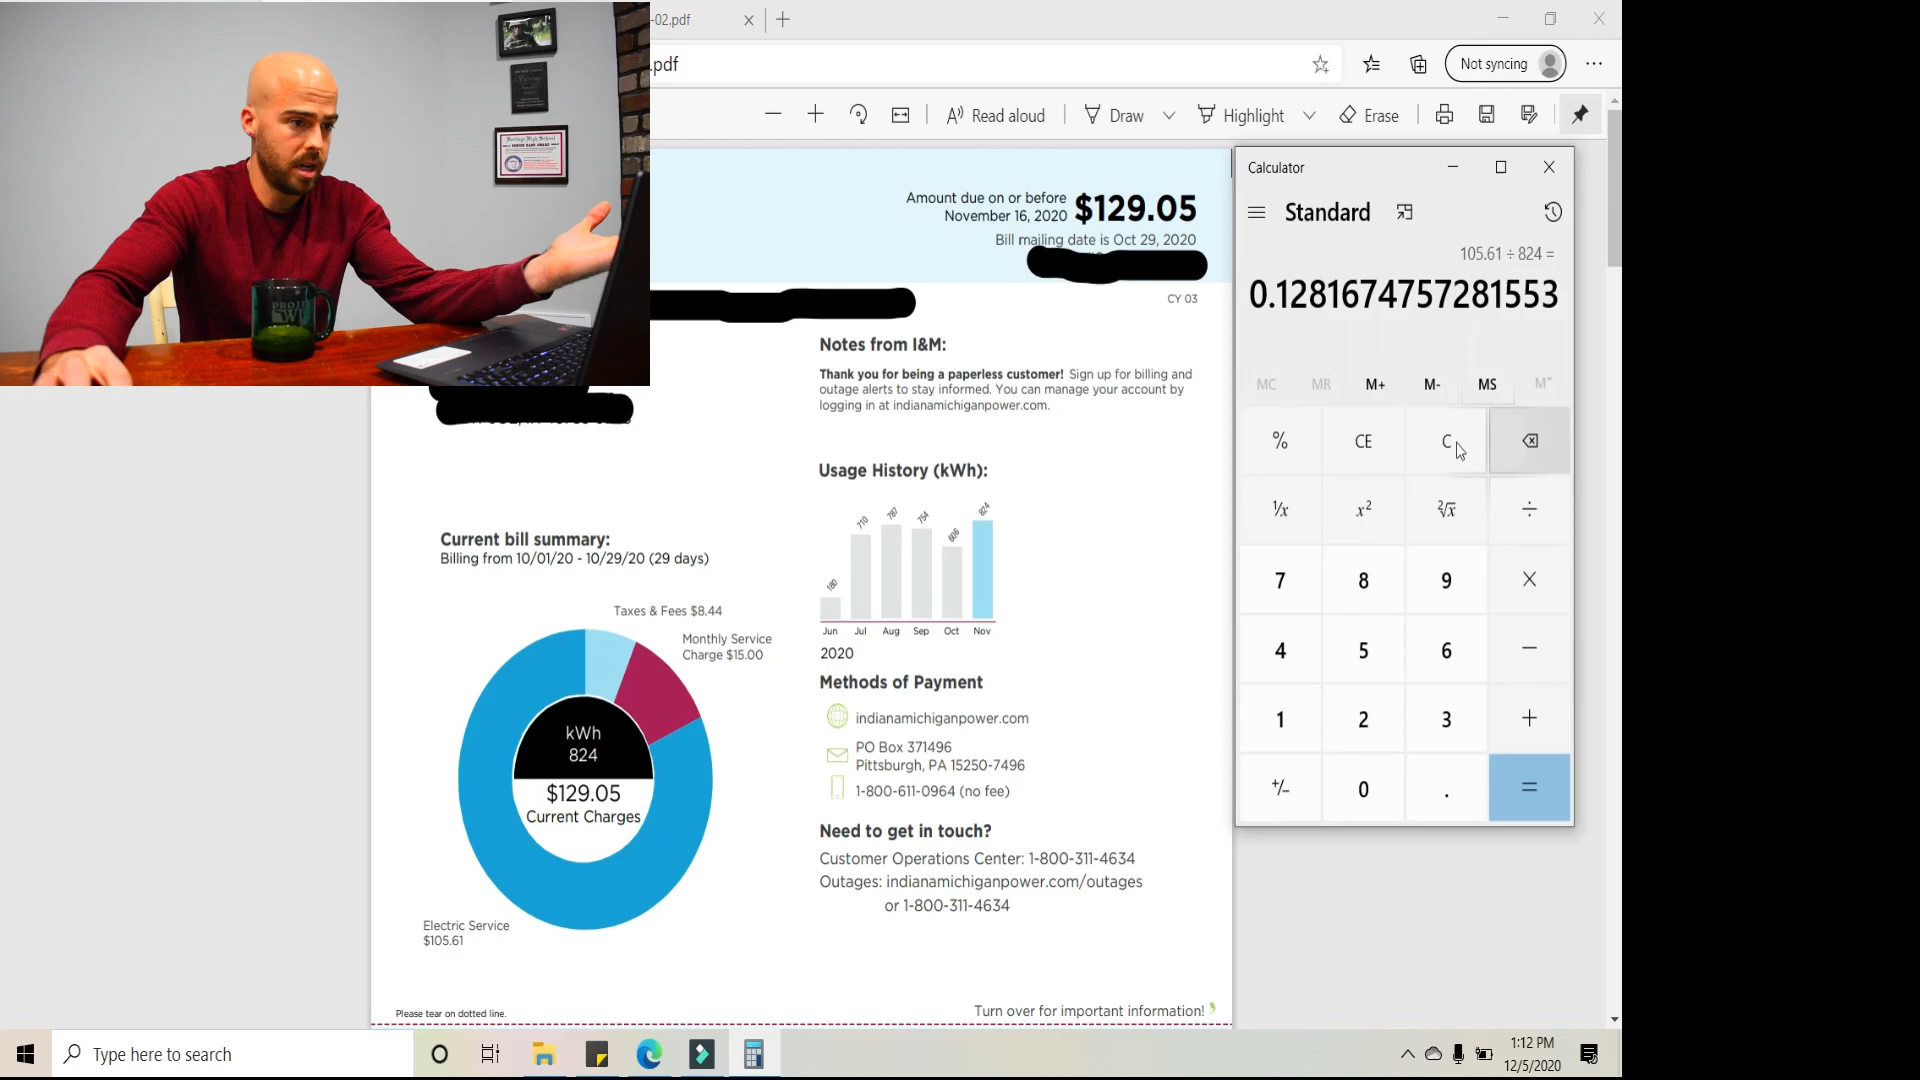 -02.pdf
.pdf
Not syncing
Read aloud
Draw
Highlight
Erase
Amount due on or before
November 16, 2020 $129.05
Bill mailing date is Oct 29, 2020
CY 03
Notes from I&M:
Thank you for being a paperless customer! Sign up for billing and
outage alerts to stay informed. You can manage your account by
logging in at indianamichiganpower.com.
Usage History (kWh):
180
710
787
754
606
824
Jun Jul Aug Sep Oct Nov
2020
Current bill summary:
Billing from 10/01/20 - 10/29/20 (29 days)
Taxes & Fees $8.44
Monthly Service
Charge $15.00
kWh
824
$129.05
Current Charges
Electric Service
$105.61
Methods of Payment
indianamichiganpower.com
PO Box 371496
Pittsburgh, PA 15250-7496
1-800-611-0964 (no fee)
Need to get in touch?
Customer Operations Center: 1-800-311-4634
Outages: indianamichiganpower.com/outages
or 1-800-311-4634
Please tear on dotted line.
Turn over for important information!
Calculator
Standard
105.61 ÷ 824 =
0.1281674757281553
MC MR M+ M- MS M˅
% CE C
¹/x x² ²√x ÷
7 8 9 ×
4 5 6 −
1 2 3 +
+/− 0 . =
Type here to search
1:12 PM
12/5/2020